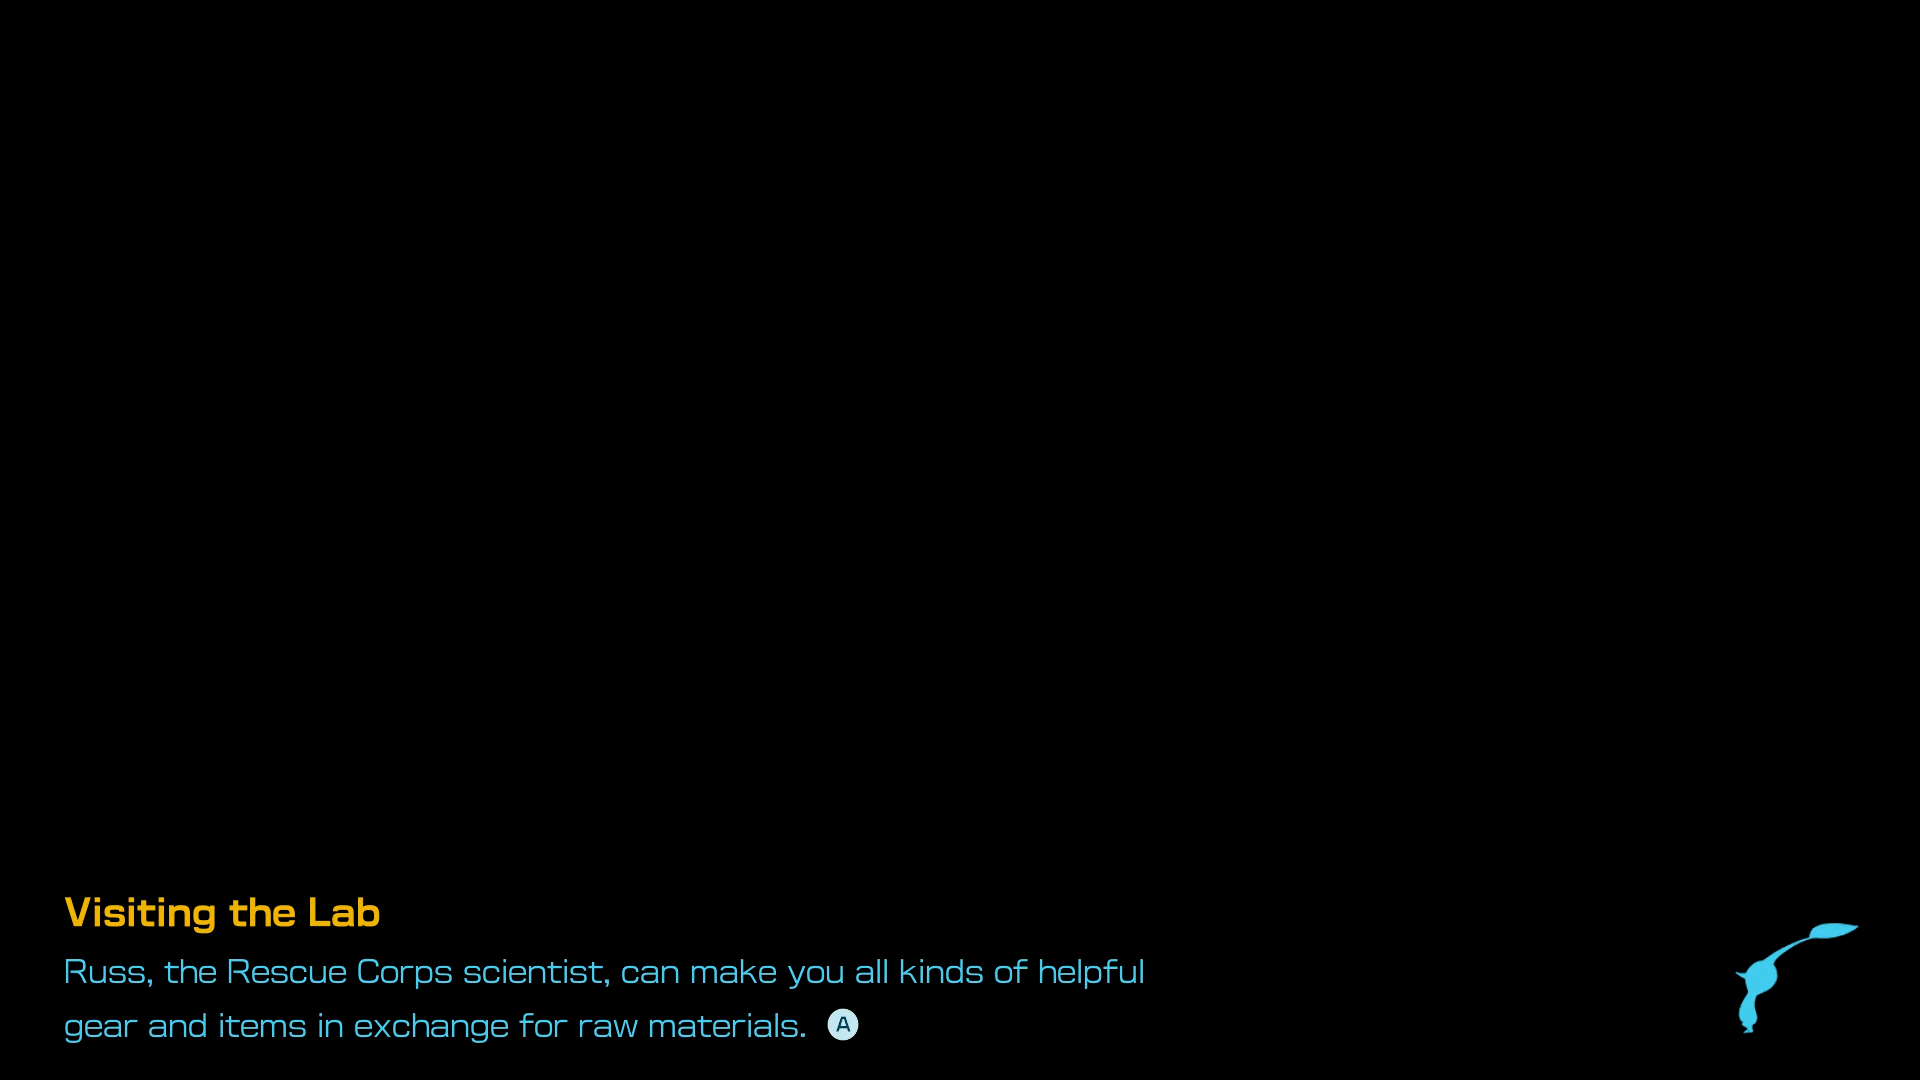 Visiting the Lab
Russ, the Rescue Corps scientist, can make you all kinds of helpful
gear and items in exchange for raw materials. A